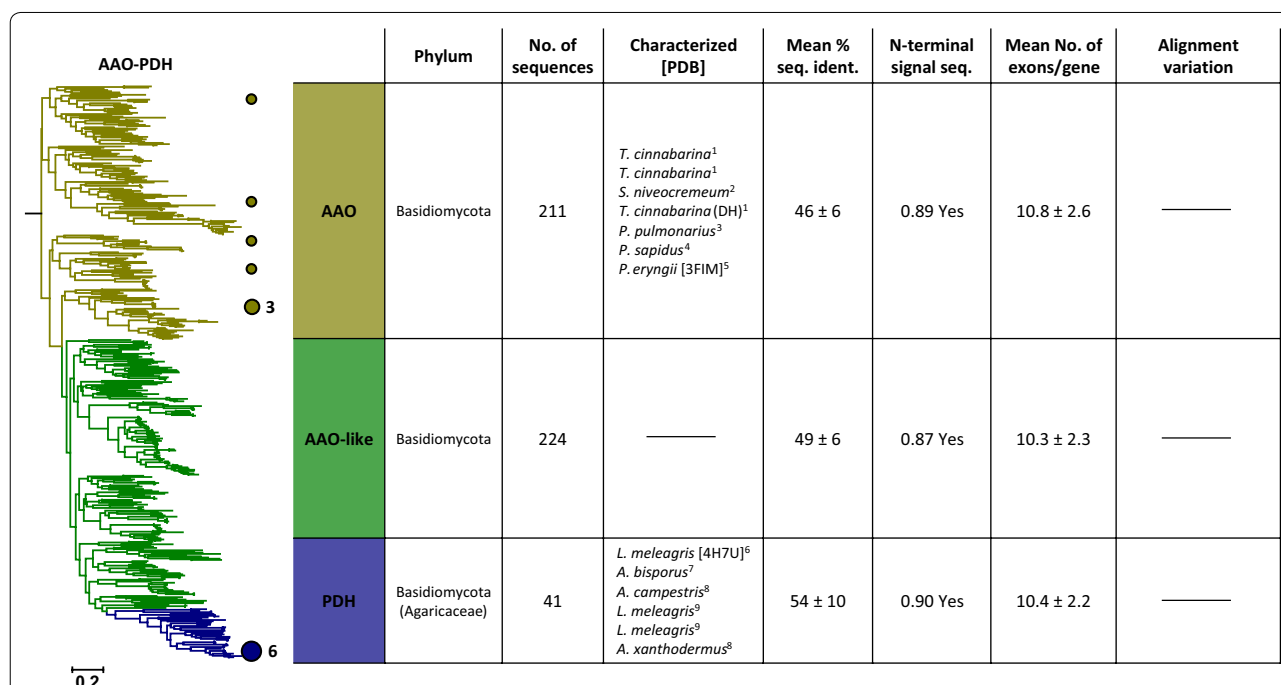 AAO-PDH
Phylum
No. of
sequences
Characterized
[PDB]
Mean %
seq. ident.
N-terminal
signal seq.
Mean No. of
exons/gene
Alignment
variation
AAO
Basidiomycota
211
T. cinnabarina¹
T. cinnabarina¹
S. niveocremeum²
T. cinnabarina (DH)¹
P. pulmonarius³
P. sapidus⁴
P. eryngii [3FIM]⁵
46 ± 6
0.89 Yes
10.8 ± 2.6
3
AAO-like
Basidiomycota
224
49 ± 6
0.87 Yes
10.3 ± 2.3
PDH
Basidiomycota
(Agaricaceae)
41
L. meleagris [4H7U]⁶
A. bisporus⁷
A. campestris⁸
L. meleagris⁹
L. meleagris⁹
A. xanthodermus⁸
54 ± 10
0.90 Yes
10.4 ± 2.2
6
0.2